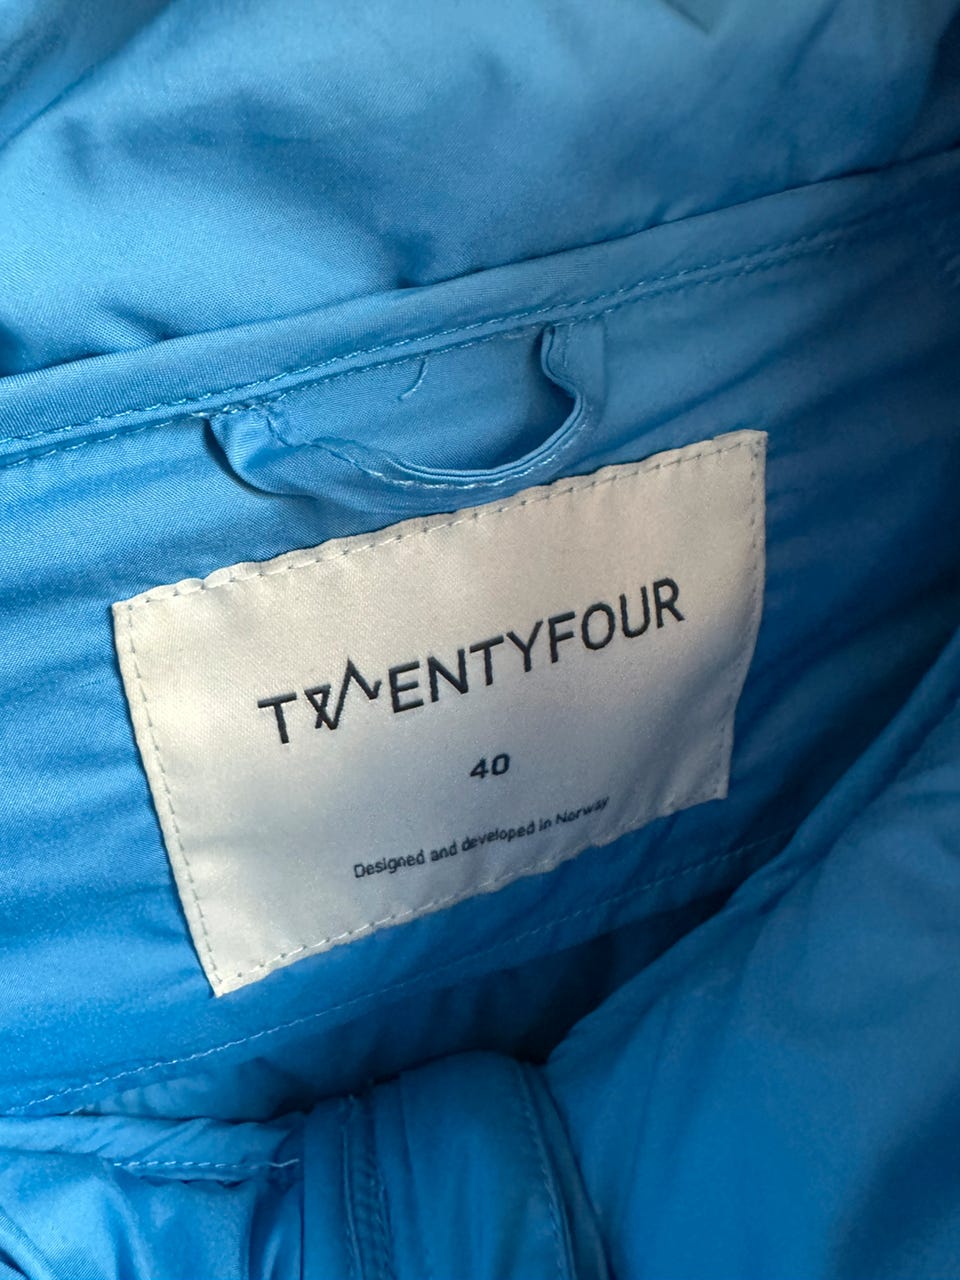 TWENTYFOUR
40
Designed and developed in Norway